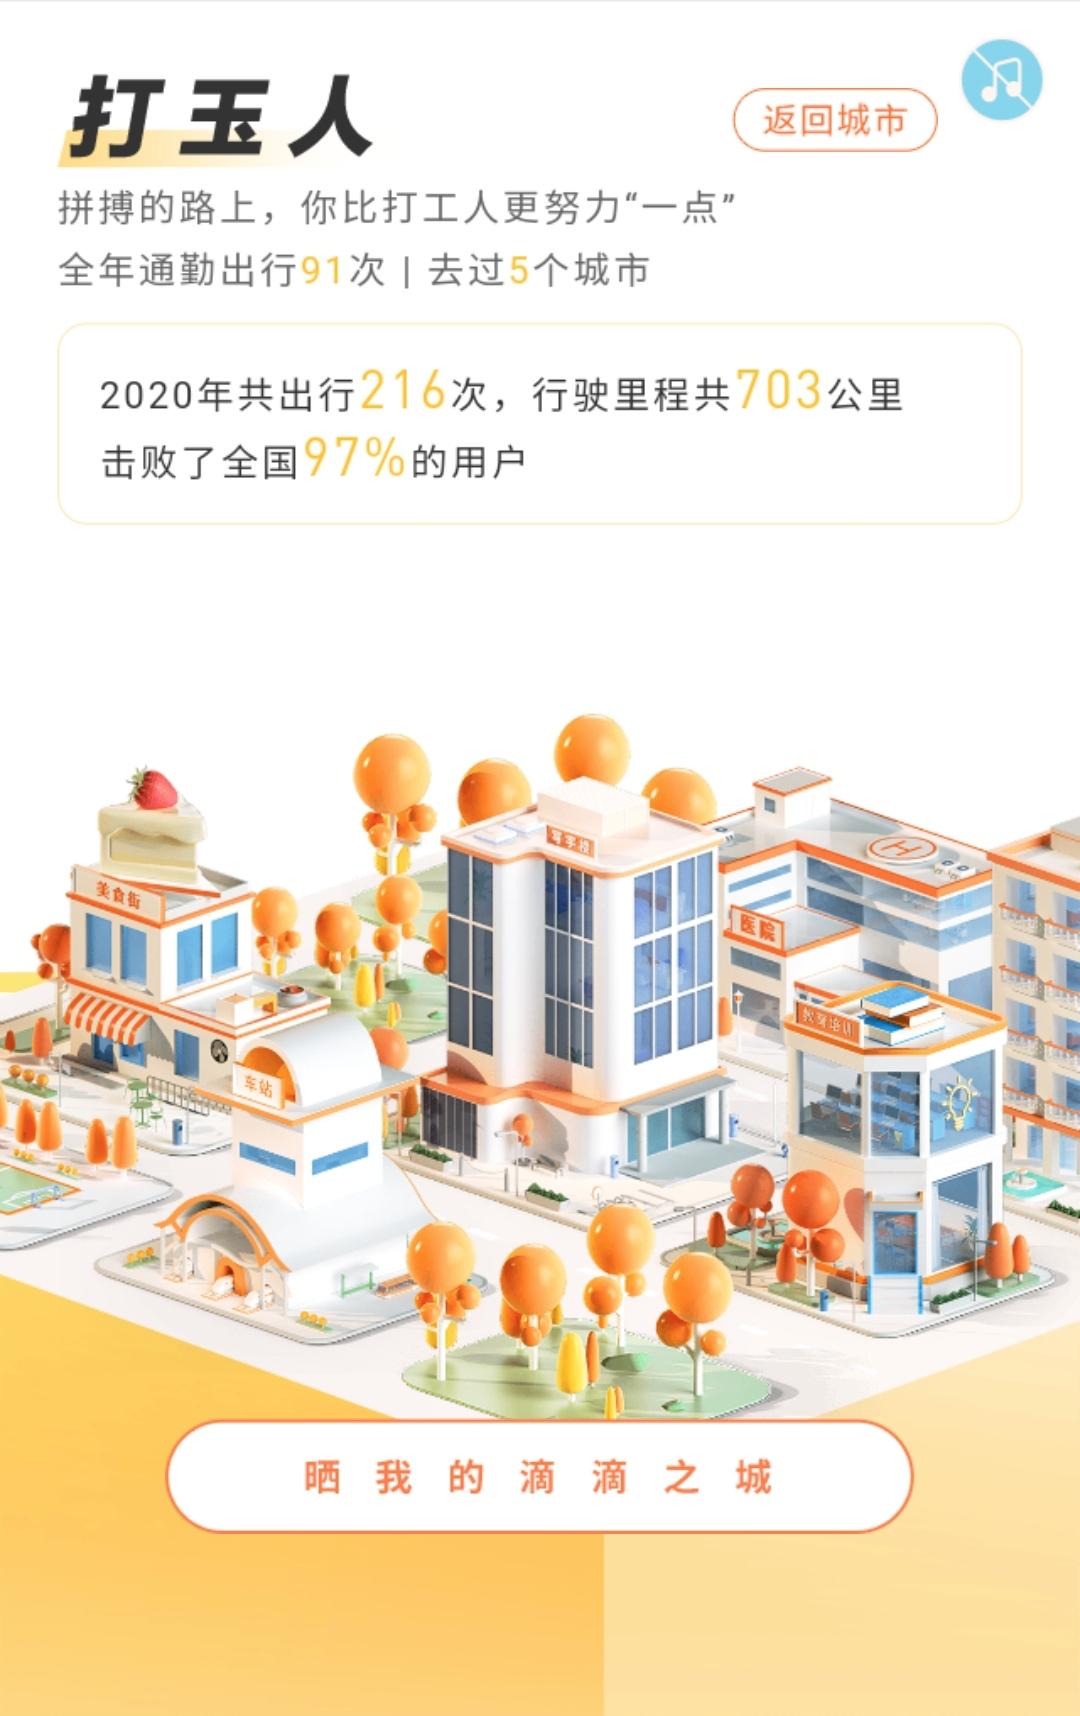 打玉人
返回城市
拼搏的路上，你比打工人更努力“一点”
全年通勤出行91次 | 去过5个城市
2020年共出行216次，行驶里程共703公里
击败了全国97%的用户
美食街
写字楼
医院
教育培训
车站
晒我的滴滴之城